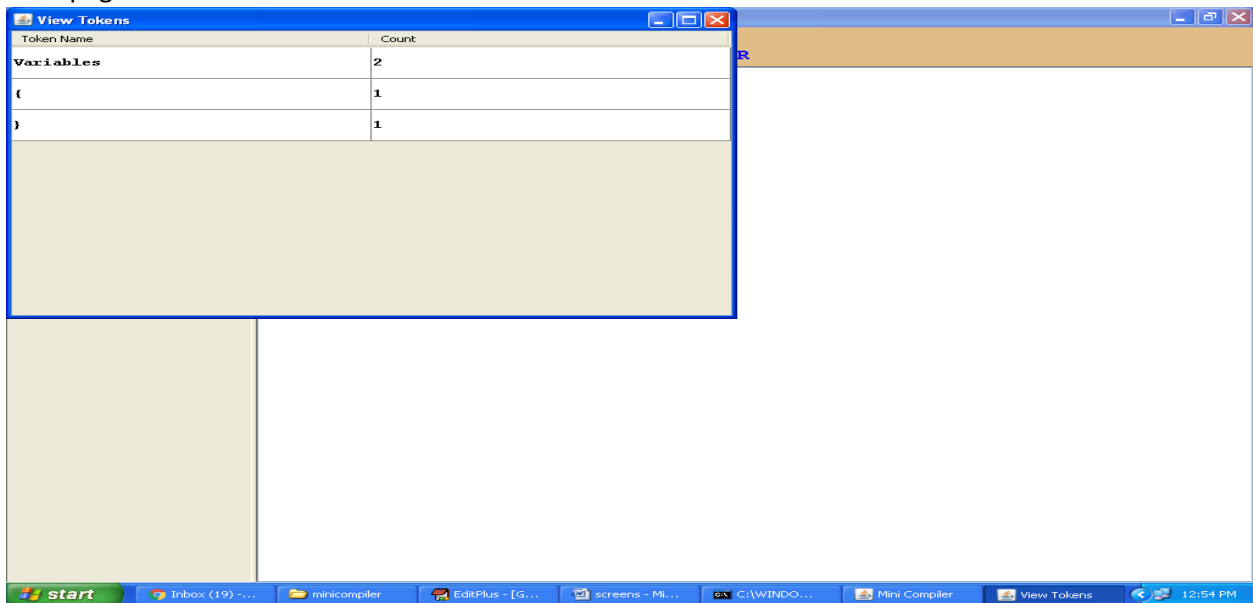 View Tokens
Token Name Count
Variables 2
{ 1
} 1
R
start Inbox (19) -... minicompiler EditPlus - [G... screens - Mi... C:\WINDO... Mini Compiler View Tokens 12:54 PM